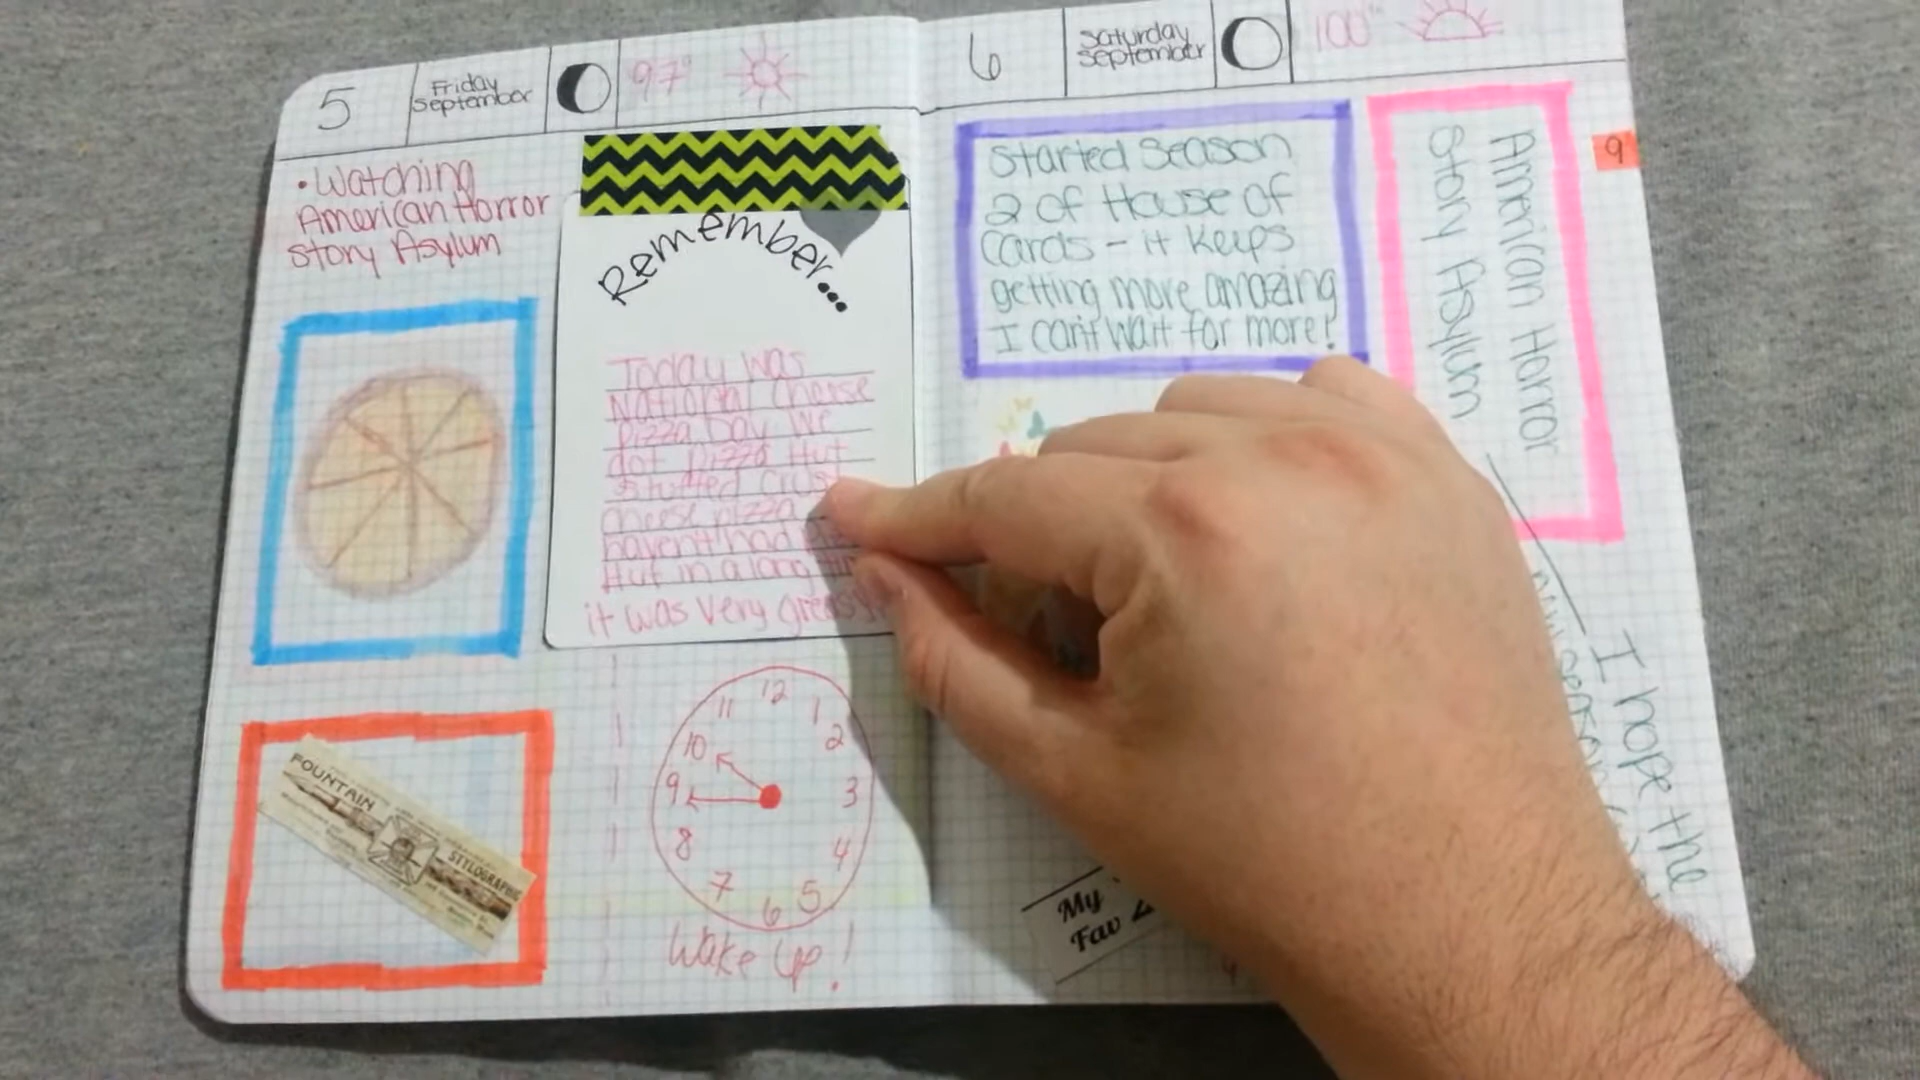 5
Friday
September
97°
• Watching
American Horror
story Asylum
Remember...
Today was
National Cheese
pizza Day We
got pizza Hut
stuffed Crust
cheese pizza
havent had
Hut in a long
it was very greasy
FOUNTAIN
STYLOGRAPHIC
12
1
2
3
4
5
6
7
8
9
10
11
Wake Up!
6
Saturday
September
100°
Started Season
2 of House of
Cards - it keeps
getting more amazing
I can't wait for more!
American Horror
Story Asylum
9
I hope the
My
Fav